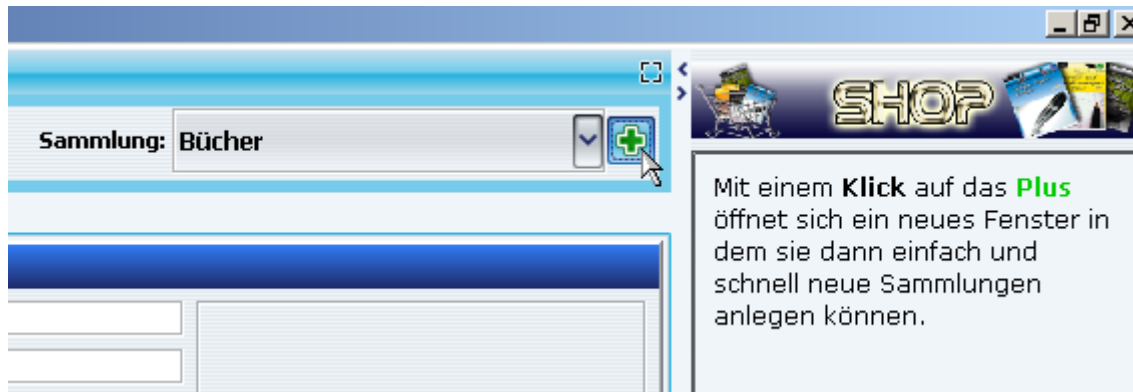 SHOP
Sammlung: Bücher
Mit einem Klick auf das Plus
öffnet sich ein neues Fenster in
dem sie dann einfach und
schnell neue Sammlungen
anlegen können.